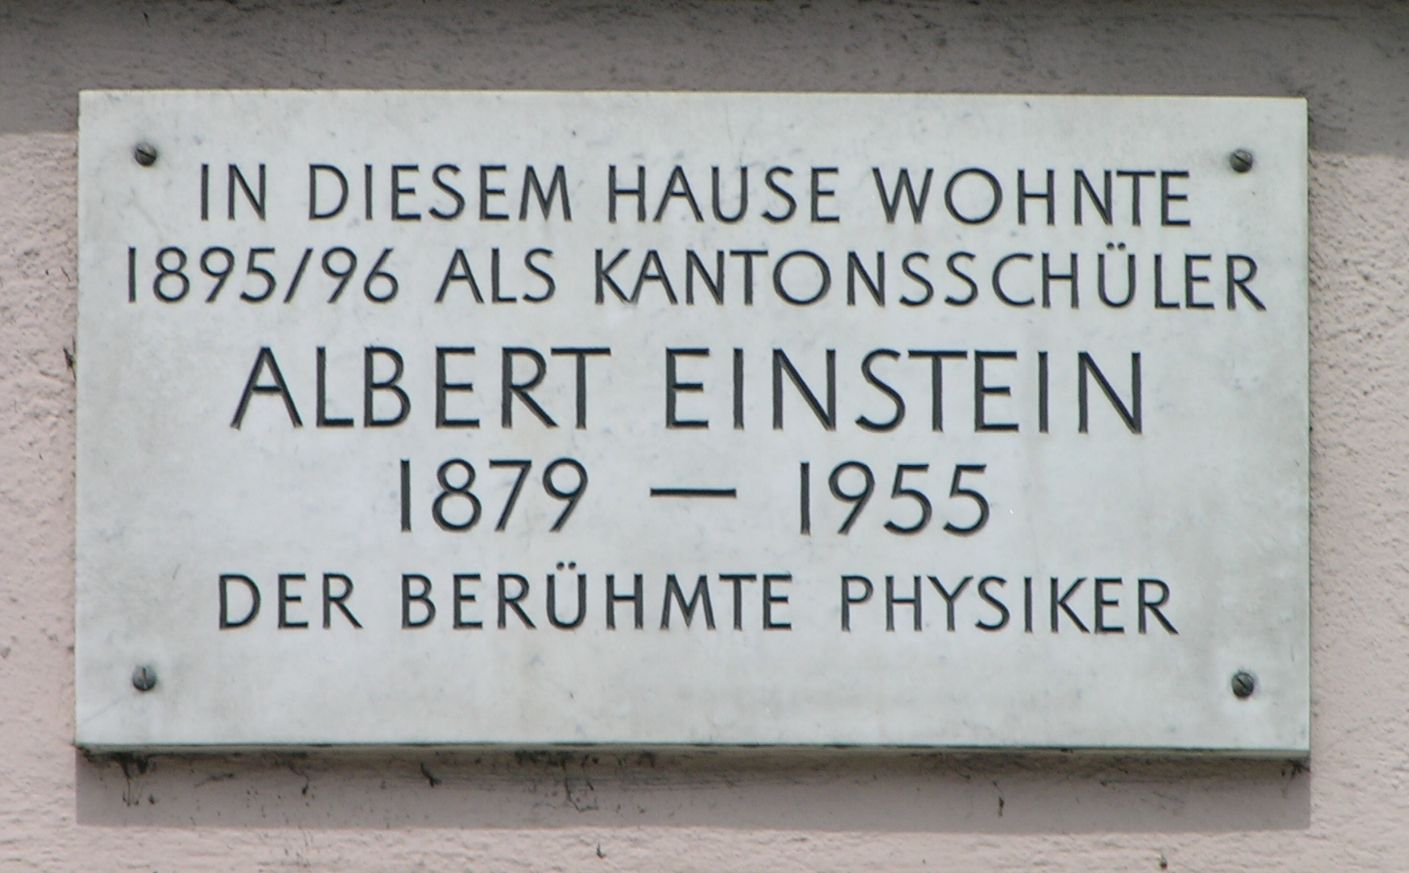 IN DIESEM HAUSE WOHNTE
1895/96 ALS KANTONSSCHÜLER
ALBERT EINSTEIN
1879 — 1955
DER BERÜHMTE PHYSIKER